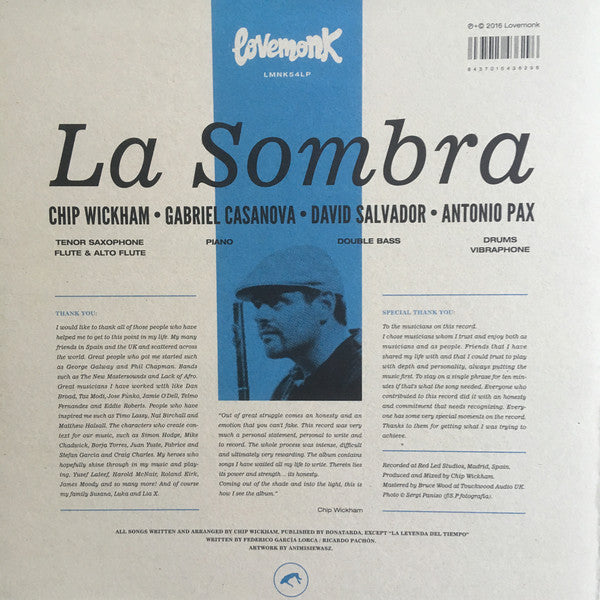 Lovemonk
LMNK54LP
℗+© 2016 Lovemonk
8437016436295
La Sombra
CHIP WICKHAM • GABRIEL CASANOVA • DAVID SALVADOR • ANTONIO PAX
TENOR SAXOPHONE
FLUTE & ALTO FLUTE
PIANO
DOUBLE BASS
DRUMS
VIBRAPHONE
THANK YOU:
I would like to thank all of those people who have
helped me to get to this point in my life. My many
friends in Spain and the UK and scattered across
the world. Great people who got me started such
as George Galway and Phil Chapman. Bands
such as The New Mastersounds and Lack of Afro.
Great musicians I have worked with like Dan
Broad, Taz Modi, Jose Funko, Jamie O'Dell, Telmo
Fernandez and Eddie Roberts. People who have
inspired me such as Timo Lassy, Nat Birchall and
Matthew Halsall. The characters who create con-
text for our music, such as Simon Hodge, Mike
Chadwick, Borja Torres, Juan Yuste, Fabrice and
Stefan Garcia and Craig Charles. My heroes who
hopefully shine through in my music and play-
ing, Yusef Lateef, Harold McNair, Roland Kirk,
James Moody and so many more! And of course
my family Susana, Luka and Lia X.
"Out of great struggle comes an honesty and an
emotion that you can't fake. This record was very
much a personal statement, personal to write and
to record. The whole process was intense, difficult
and ultimately very rewarding. The album contains
songs I have waited all my life to write. Therein lies
its power and strength... its honesty.
Coming out of the shade and into the light, this is
how I see the album."
Chip Wickham
SPECIAL THANK YOU:
To the musicians on this record.
I chose musicians whom I trust and enjoy both as
musicians and as people. Friends that I have
shared my life with and that I could trust to play
with depth and personality, always putting the
music first. To stay on a single phrase for ten min-
utes if that's what the song needed. Everyone who
contributed to this record did it with an honesty
and commitment that needs recognizing. Every-
one has some very special moments on the record.
Thanks to them for getting what I was trying to
achieve.
Recorded at Red Led Studios, Madrid, Spain.
Produced and Mixed by Chip Wickham.
Mastered by Bruce Wood at Touchwood Audio UK.
Photo © Sergi Paniso (fS.P fotografía).
ALL SONGS WRITTEN AND ARRANGED BY CHIP WICKHAM, PUBLISHED BY BONATARDA, EXCEPT "LA LEYENDA DEL TIEMPO"
WRITTEN BY FEDERICO GARCÍA LORCA / RICARDO PACHÓN.
ARTWORK BY ANIMISIEWASZ.